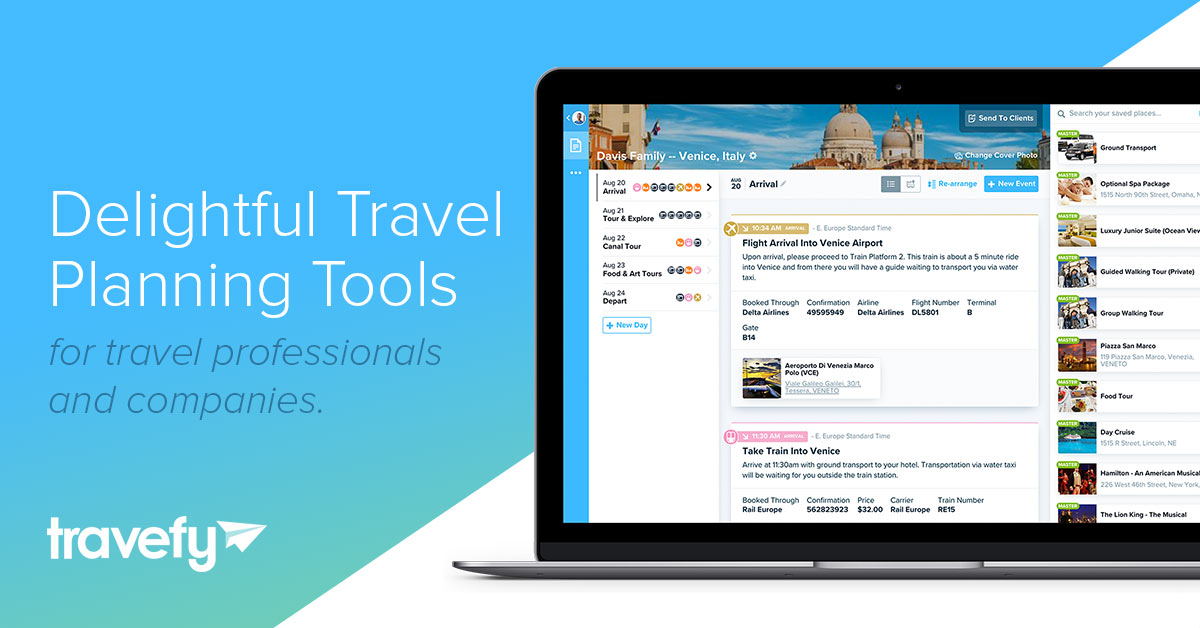 Delightful Travel
Planning Tools
for travel professionals
and companies.
travefy
Send To Clients
Davis Family -- Venice, Italy
Change Cover Photo
Aug 20
Arrival
Aug 21
Tour & Explore
Aug 22
Canal Tour
Aug 23
Food & Art Tours
Aug 24
Depart
+ New Day
AUG
20
Arrival
Re-arrange
+ New Event
10:34 AM ARRIVAL - E. Europe Standard Time
Flight Arrival Into Venice Airport
Upon arrival, please proceed to Train Platform 2. This train is about a 5 minute ride
into Venice and from there you will have a guide waiting to transport you via water
taxi.
Booked Through Confirmation Airline Flight Number Terminal
Delta Airlines 49595949 Delta Airlines DL5801 B
Gate
B14
Aeroporto Di Venezia Marco
Polo (VCE)
Viale Galileo Galilei, 30/1,
Tessera, VENETO
11:30 AM ARRIVAL - E. Europe Standard Time
Take Train Into Venice
Arrive at 11:30am with ground transport to your hotel. Transportation via water taxi
will be waiting for you outside the train station.
Booked Through Confirmation Price Carrier Train Number
Rail Europe 562823923 $32.00 Rail Europe RE15
Search your saved places...
MASTER
Ground Transport
MASTER
Optional Spa Package
1515 North 90th Street, Omaha, N
MASTER
Luxury Junior Suite (Ocean View
MASTER
Guided Walking Tour (Private)
MASTER
Group Walking Tour
MASTER
Piazza San Marco
119 Piazza San Marco, Venezia,
VENETO
MASTER
Food Tour
MASTER
Day Cruise
1515 R Street, Lincoln, NE
MASTER
Hamilton - An American Musical
226 West 46th Street, New York,
MASTER
The Lion King - The Musical